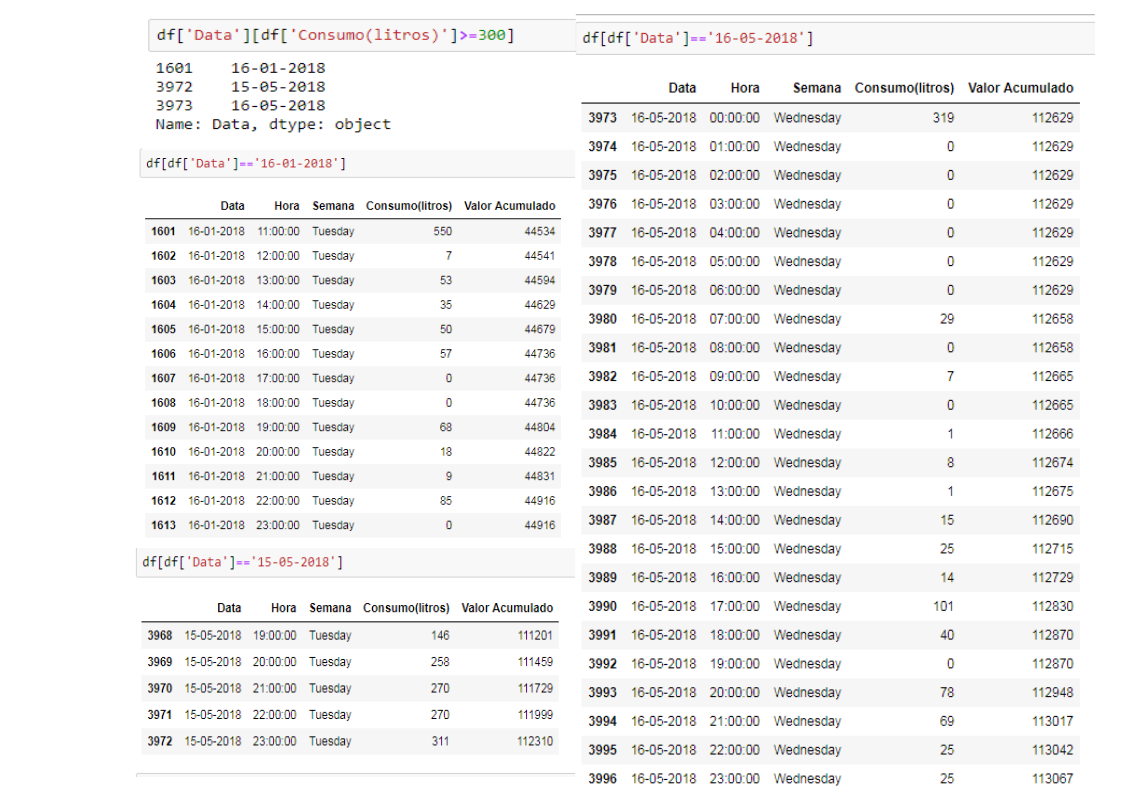 df['Data'][df['Consumo(litros)']>=300]
1601 16-01-2018
3972 15-05-2018
3973 16-05-2018
Name: Data, dtype: object
df[df['Data']=='16-01-2018']
Data Hora Semana Consumo(litros) Valor Acumulado
1601 16-01-2018 11:00:00 Tuesday 550 44534
1602 16-01-2018 12:00:00 Tuesday 7 44541
1603 16-01-2018 13:00:00 Tuesday 53 44594
1604 16-01-2018 14:00:00 Tuesday 35 44629
1605 16-01-2018 15:00:00 Tuesday 50 44679
1606 16-01-2018 16:00:00 Tuesday 57 44736
1607 16-01-2018 17:00:00 Tuesday 0 44736
1608 16-01-2018 18:00:00 Tuesday 0 44736
1609 16-01-2018 19:00:00 Tuesday 68 44804
1610 16-01-2018 20:00:00 Tuesday 18 44822
1611 16-01-2018 21:00:00 Tuesday 9 44831
1612 16-01-2018 22:00:00 Tuesday 85 44916
1613 16-01-2018 23:00:00 Tuesday 0 44916
df[df['Data']=='15-05-2018']
Data Hora Semana Consumo(litros) Valor Acumulado
3968 15-05-2018 19:00:00 Tuesday 146 111201
3969 15-05-2018 20:00:00 Tuesday 258 111459
3970 15-05-2018 21:00:00 Tuesday 270 111729
3971 15-05-2018 22:00:00 Tuesday 270 111999
3972 15-05-2018 23:00:00 Tuesday 311 112310
df[df['Data']=='16-05-2018']
Data Hora Semana Consumo(litros) Valor Acumulado
3973 16-05-2018 00:00:00 Wednesday 319 112629
3974 16-05-2018 01:00:00 Wednesday 0 112629
3975 16-05-2018 02:00:00 Wednesday 0 112629
3976 16-05-2018 03:00:00 Wednesday 0 112629
3977 16-05-2018 04:00:00 Wednesday 0 112629
3978 16-05-2018 05:00:00 Wednesday 0 112629
3979 16-05-2018 06:00:00 Wednesday 0 112629
3980 16-05-2018 07:00:00 Wednesday 29 112658
3981 16-05-2018 08:00:00 Wednesday 0 112658
3982 16-05-2018 09:00:00 Wednesday 7 112665
3983 16-05-2018 10:00:00 Wednesday 0 112665
3984 16-05-2018 11:00:00 Wednesday 1 112666
3985 16-05-2018 12:00:00 Wednesday 8 112674
3986 16-05-2018 13:00:00 Wednesday 1 112675
3987 16-05-2018 14:00:00 Wednesday 15 112690
3988 16-05-2018 15:00:00 Wednesday 25 112715
3989 16-05-2018 16:00:00 Wednesday 14 112729
3990 16-05-2018 17:00:00 Wednesday 101 112830
3991 16-05-2018 18:00:00 Wednesday 40 112870
3992 16-05-2018 19:00:00 Wednesday 0 112870
3993 16-05-2018 20:00:00 Wednesday 78 112948
3994 16-05-2018 21:00:00 Wednesday 69 113017
3995 16-05-2018 22:00:00 Wednesday 25 113042
3996 16-05-2018 23:00:00 Wednesday 25 113067